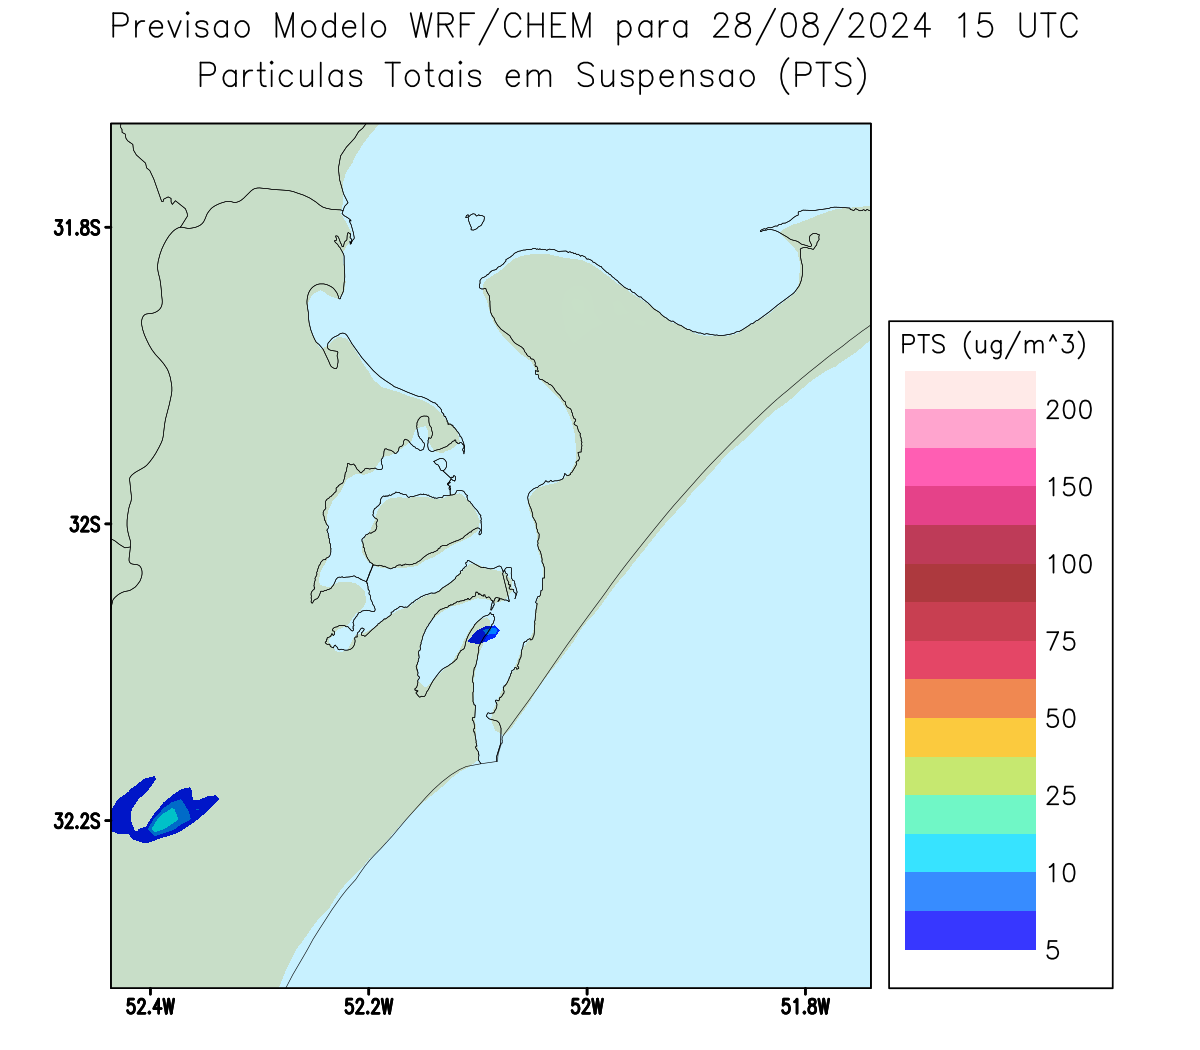 Previsao Modelo WRF/CHEM para 28/08/2024 15 UTC
Particulas Totais em Suspensao (PTS)
31.8S
32S
32.2S
52.4W
52.2W
52W
51.8W
PTS (ug/m^3)
200
150
100
75
50
25
10
5